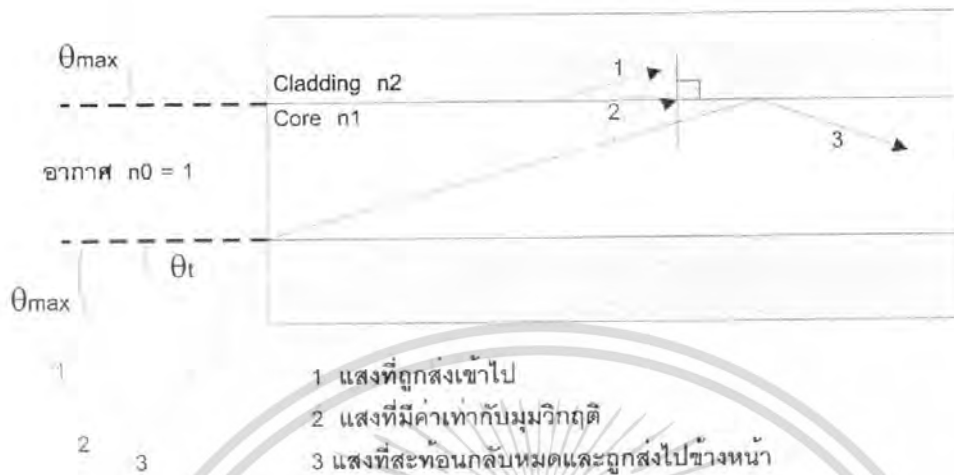 θmax
1
Cladding n2
2
Core n1
3
อากาศ n0 = 1
θt
θmax
1
1 แสงที่ถูกส่งเข้าไป
2
2 แสงที่มีค่าเท่ากับมุมวิกฤติ
3
3 แสงที่สะท้อนกลับหมดและถูกส่งไปข้างหน้า